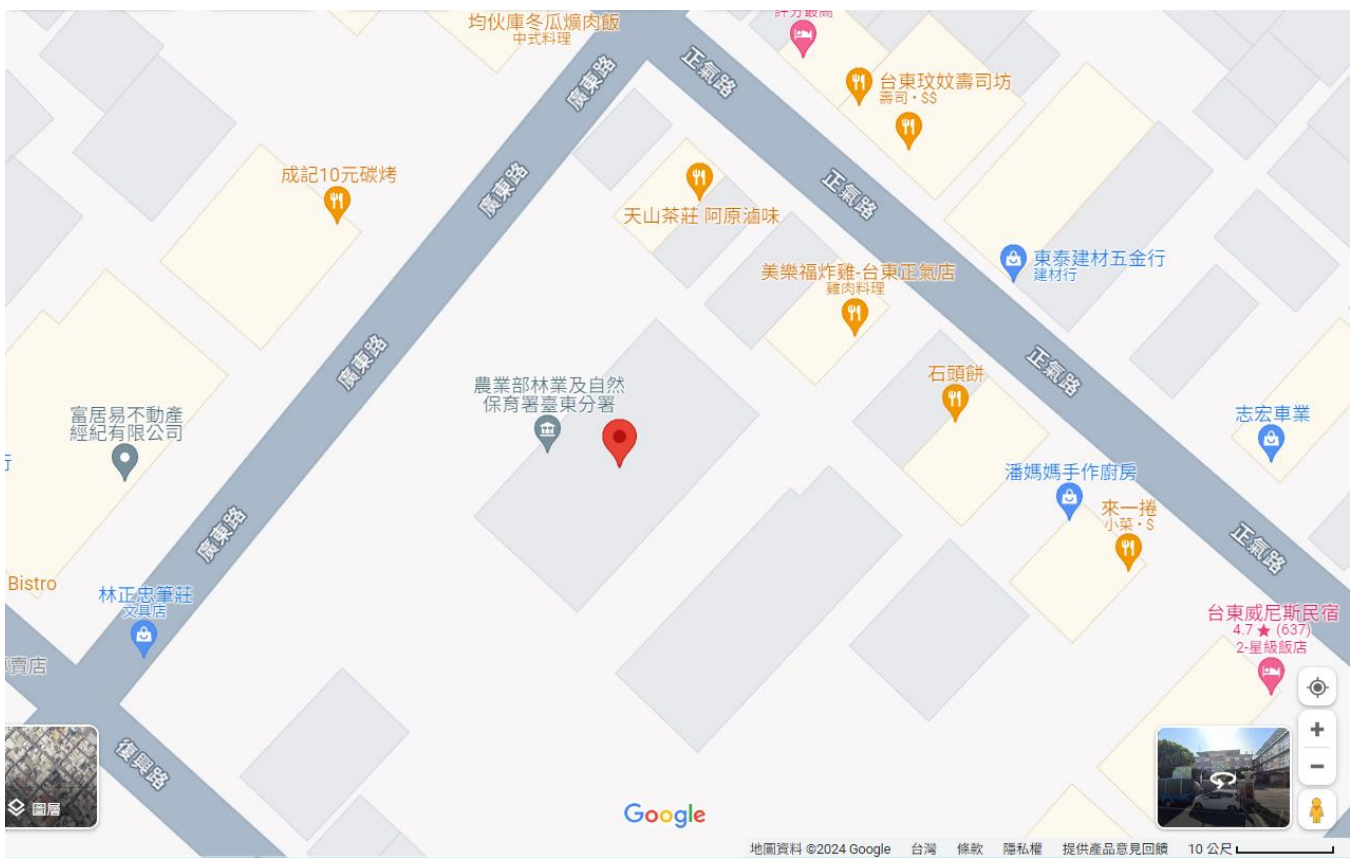 均伙庫冬瓜爌肉飯
中式料理
評分最高
正氣路
廣東路
台東玟妏壽司坊
壽司・$$
成記10元碳烤
廣東路
正氣路
天山茶莊 阿原滷味
美樂福炸雞-台東正氣店
雞肉料理
東泰建材五金行
建材行
廣東路
正氣路
農業部林業及自然
保育署臺東分署
石頭餅
富居易不動產
經紀有限公司
志宏車業
行
潘媽媽手作廚房
來一捲
小菜・$
廣東路
正氣路
Bistro
林正忠筆莊
文具店
台東威尼斯民宿
4.7 ★ (637)
2-星級飯店
賣店
復興路
圖層
Google
地圖資料 ©2024 Google 台灣 條款 隱私權 提供產品意見回饋 10 公尺